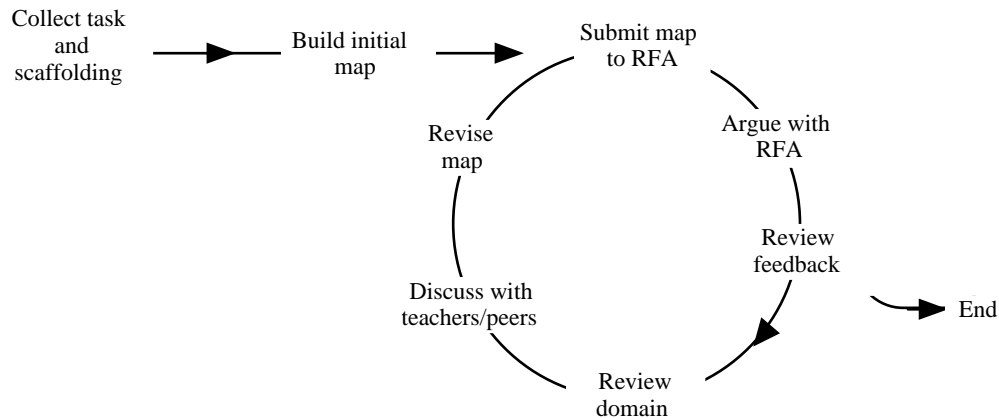 Collect task
and
scaffolding
Build initial
map
Submit map
to RFA
Argue with
RFA
Review
feedback
End
Review
domain
Discuss with
teachers/peers
Revise
map